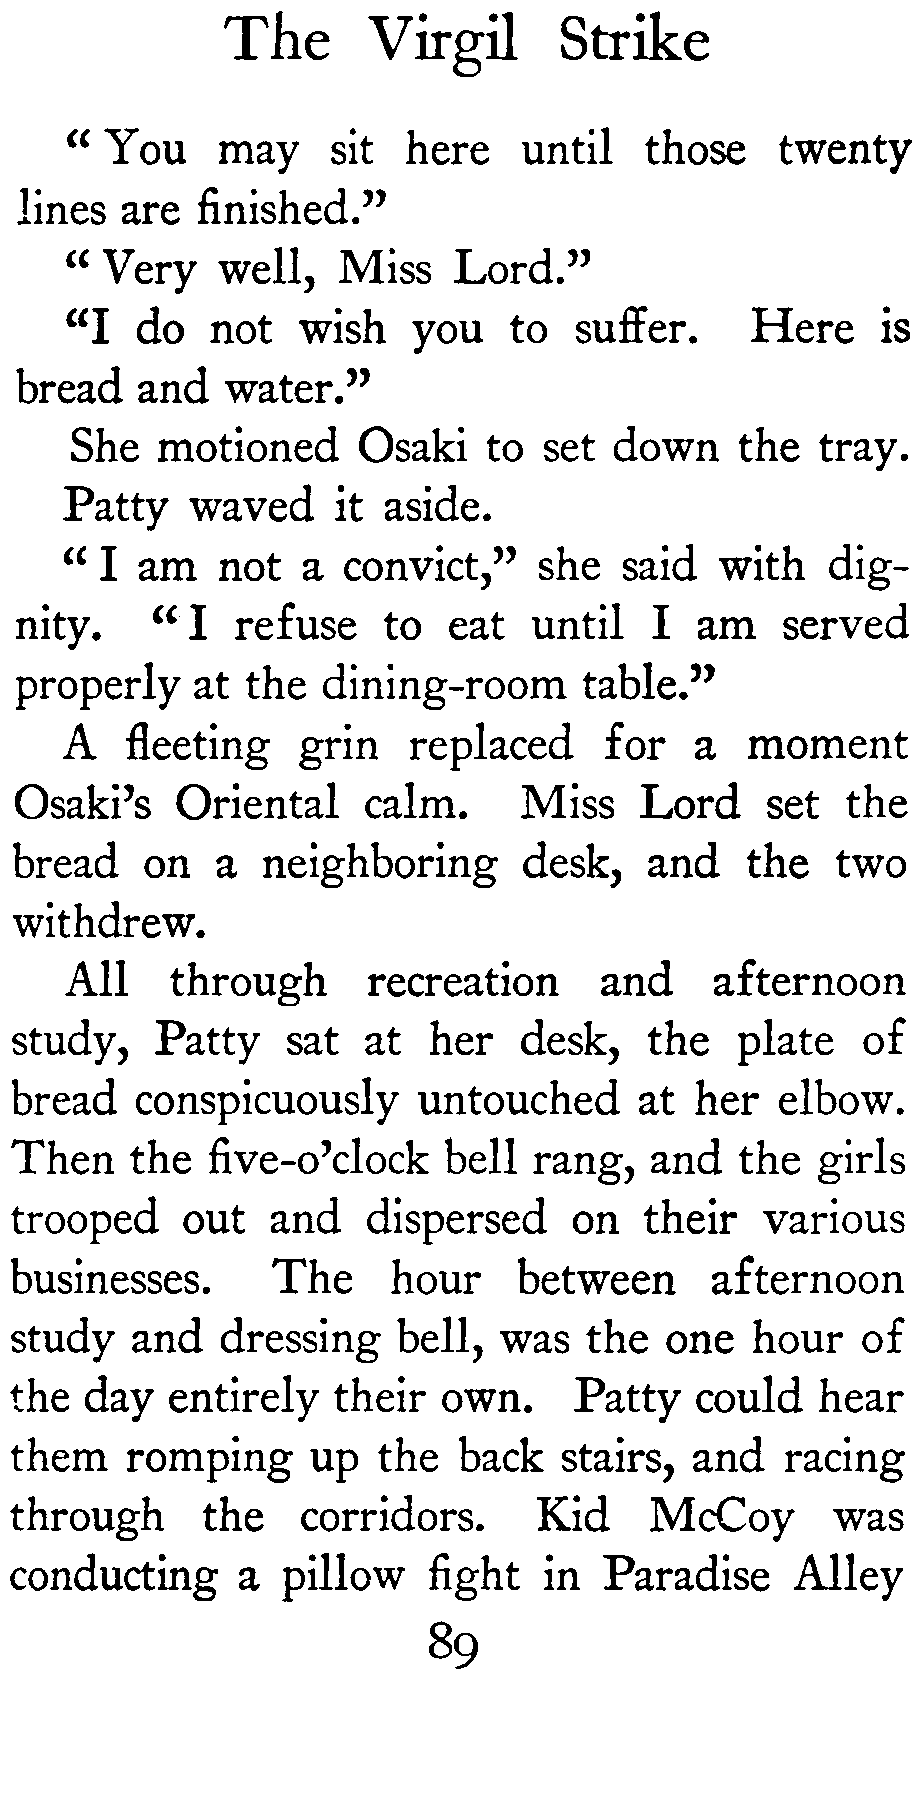 The Virgil Strike
“ You may sit here until those twenty
lines are finished.”
“ Very well, Miss Lord.”
“I do not wish you to suffer. Here is
bread and water.”
She motioned Osaki to set down the tray.
Patty waved it aside.
“ I am not a convict,” she said with dig-
nity. “ I refuse to eat until I am served
properly at the dining-room table.”
A fleeting grin replaced for a moment
Osaki’s Oriental calm. Miss Lord set the
bread on a neighboring desk, and the two
withdrew.
All through recreation and afternoon
study, Patty sat at her desk, the plate of
bread conspicuously untouched at her elbow.
Then the five-o’clock bell rang, and the girls
trooped out and dispersed on their various
businesses. The hour between afternoon
study and dressing bell, was the one hour of
the day entirely their own. Patty could hear
them romping up the back stairs, and racing
through the corridors. Kid McCoy was
conducting a pillow fight in Paradise Alley
89